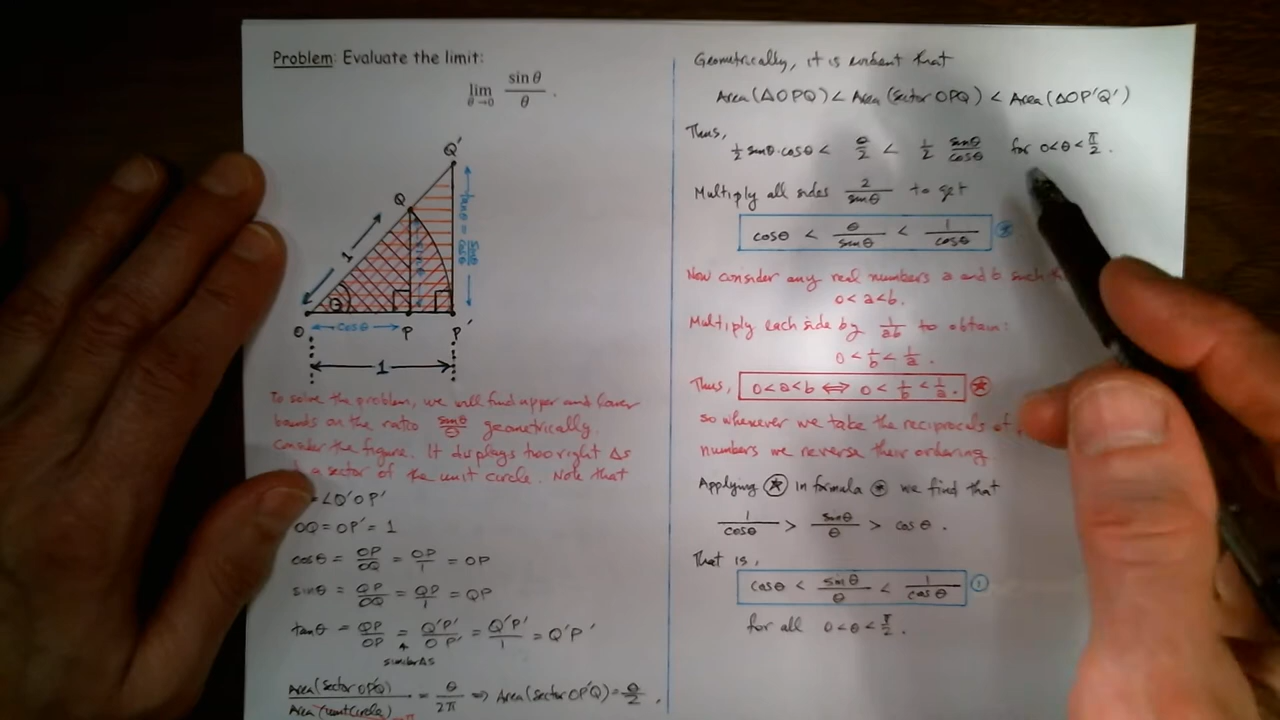 Problem: Evaluate the limit:
lim θ→0 sin θ / θ .
Q'
Q
1
tanθ = sinθ/cosθ
sinθ
θ
O
cosθ
P
P'
1
To solve the problem, we will find upper and lower
bounds on the ratio sinθ/θ geometrically.
Consider the figure. It displays two right Δs
a sector of the unit circle. Note that
= ∠Q'OP'
OQ = OP' = 1
cosθ = OP/OQ = OP/1 = OP
sinθ = QP/OQ = QP/1 = QP
tanθ = QP/OP = Q'P'/OP' = Q'P'/1 = Q'P'
similar Δs
Area(sector OP'Q)/Area(unit circle) = θ/2π ⇒ Area(sector OP'Q) = θ/2 .
Geometrically, it is evident that
Area(ΔOPQ) < Area(sector OPQ) < Area(ΔOP'Q')
Thus,
1/2 sinθ·cosθ < θ/2 < 1/2 sinθ/cosθ for 0<θ<π/2 .
Multiply all sides 2/sinθ to get
cosθ < θ/sinθ < 1/cosθ
Now consider any real numbers a and b such
0 < a < b.
Multiply each side by 1/ab to obtain:
0 < 1/b < 1/a .
Thus, 0<a<b ⟺ 0 < 1/b < 1/a . ★
so whenever we take the reciprocals of
numbers we reverse their ordering
Applying ★ in formula ✱ we find that
1/cosθ > sinθ/θ > cosθ .
That is,
cosθ < sinθ/θ < 1/cosθ ①
for all 0<θ<π/2 .